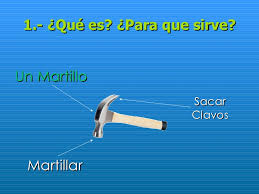 1.- ¿Qué es? ¿Para que sirve?
Un Martillo
Sacar
Clavos
Martillar